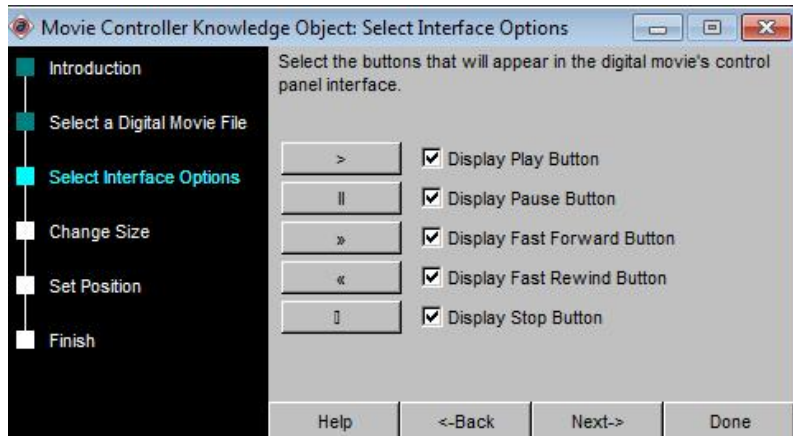 Movie Controller Knowledge Object: Select Interface Options
Introduction
Select a Digital Movie File
Select Interface Options
Change Size
Set Position
Finish
Select the buttons that will appear in the digital movie's control
panel interface.
> Display Play Button
|| Display Pause Button
» Display Fast Forward Button
« Display Fast Rewind Button
▯ Display Stop Button
Help <-Back Next-> Done